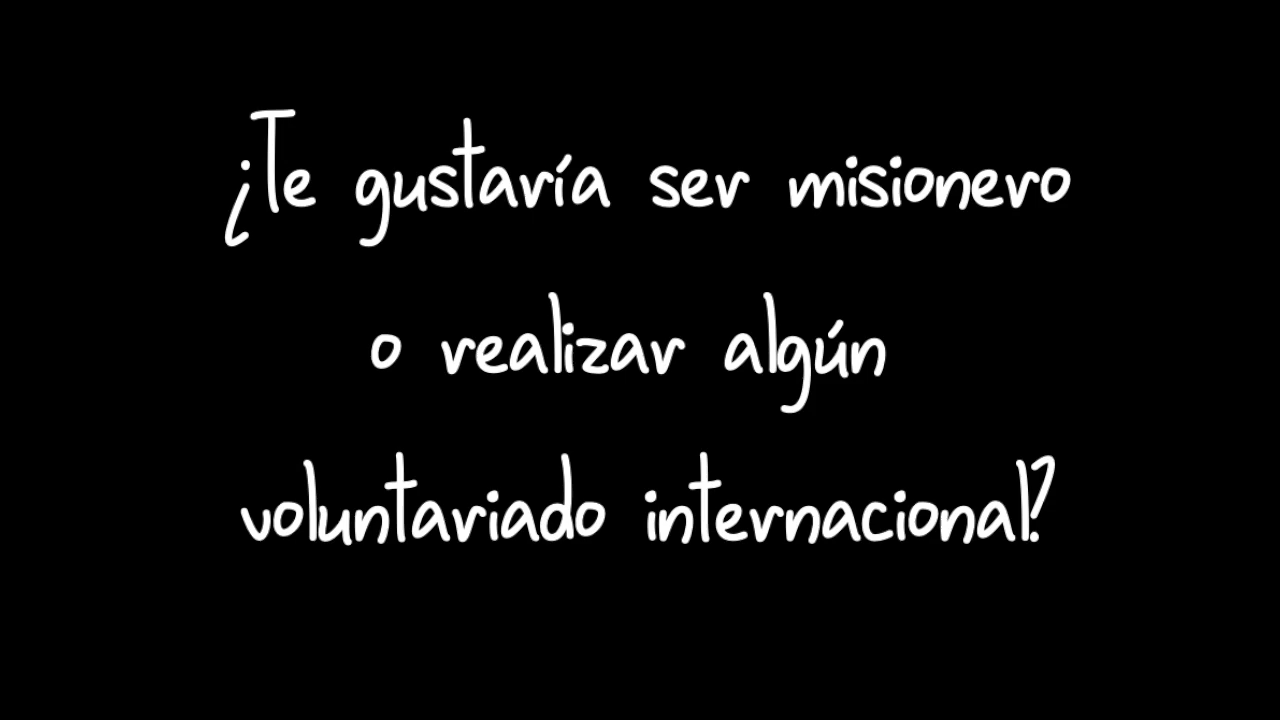 ¿Te gustaría ser misionero
o realizar algún
voluntariado internacional?